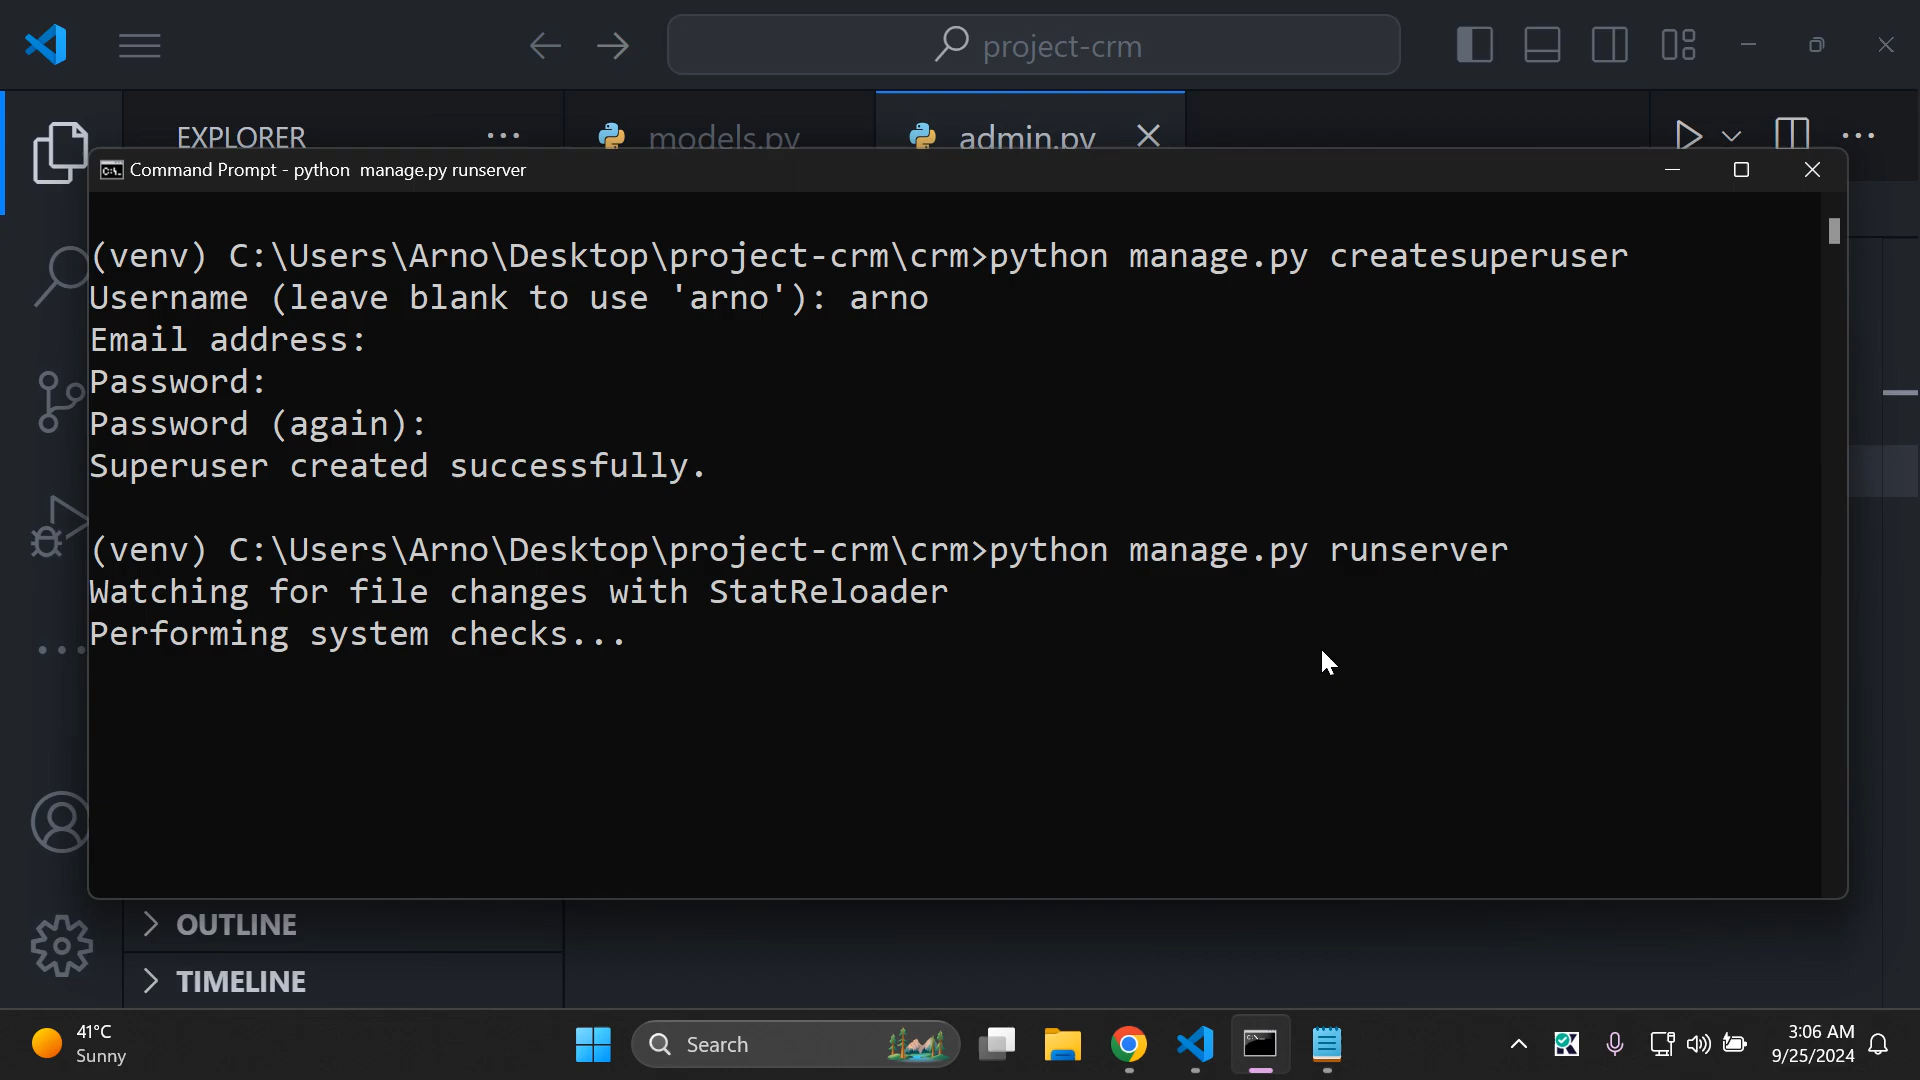 project-crm
EXPLORER
models.py
admin.py
Command Prompt - python  manage.py runserver
(venv) C:\Users\Arno\Desktop\project-crm\crm>python manage.py createsuperuser
Username (leave blank to use 'arno'): arno
Email address:
Password:
Password (again):
Superuser created successfully.
(venv) C:\Users\Arno\Desktop\project-crm\crm>python manage.py runserver
Watching for file changes with StatReloader
Performing system checks...
OUTLINE
TIMELINE
41°C
Sunny
Search
3:06 AM
9/25/2024